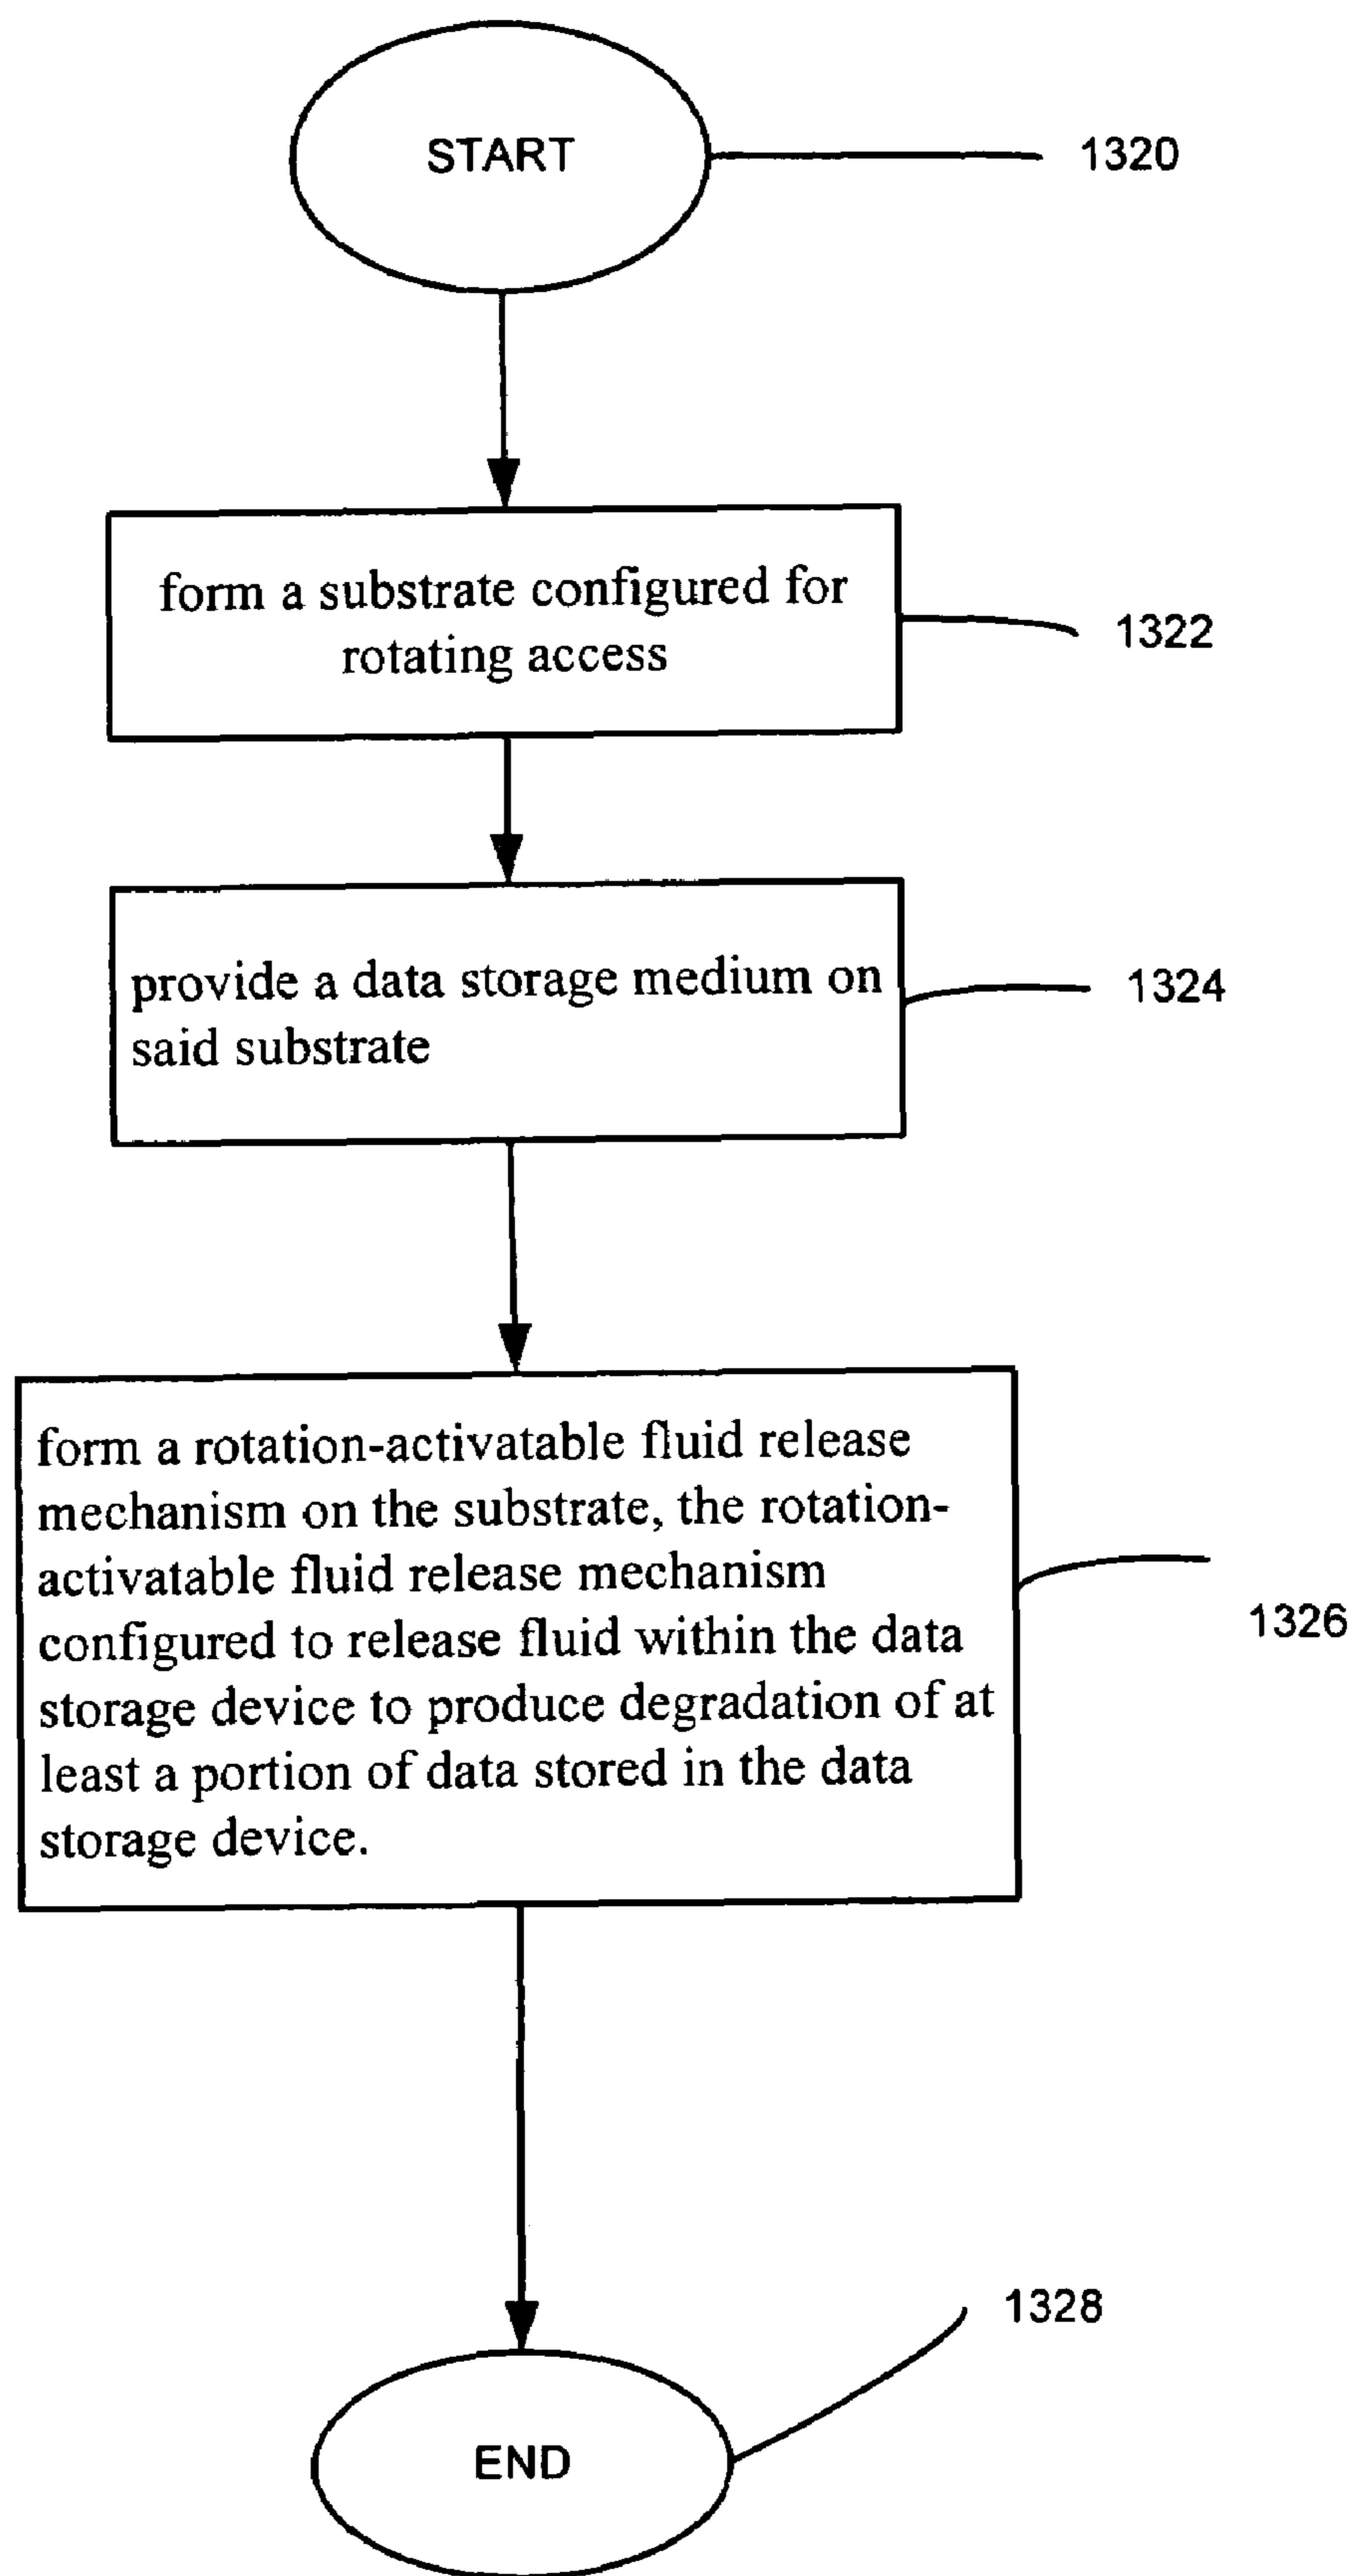 START
1320
form a substrate configured for
rotating access
1322
provide a data storage medium on
said substrate
1324
form a rotation-activatable fluid release
mechanism on the substrate, the rotation-
activatable fluid release mechanism
configured to release fluid within the data
storage device to produce degradation of at
least a portion of data stored in the data
storage device.
1326
1328
END